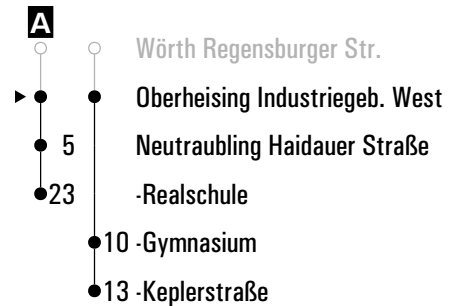 A
Wörth Regensburger Str.
Oberheising Industriegeb. West
5 Neutraubling Haidauer Straße
23 -Realschule
10 -Gymnasium
13 -Keplerstraße